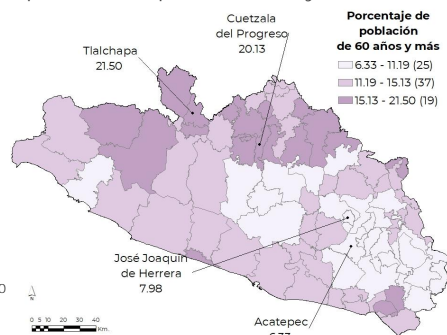 Cuetzala
del Progreso
20.13
Tlalchapa
21.50
Porcentaje de
población
de 60 años y más
6.33 - 11.19 (25)
11.19 - 15.13 (37)
15.13 - 21.50 (19)
José Joaquín
de Herrera
7.98
Acatepec
0 5 10 20 30 40
Km.